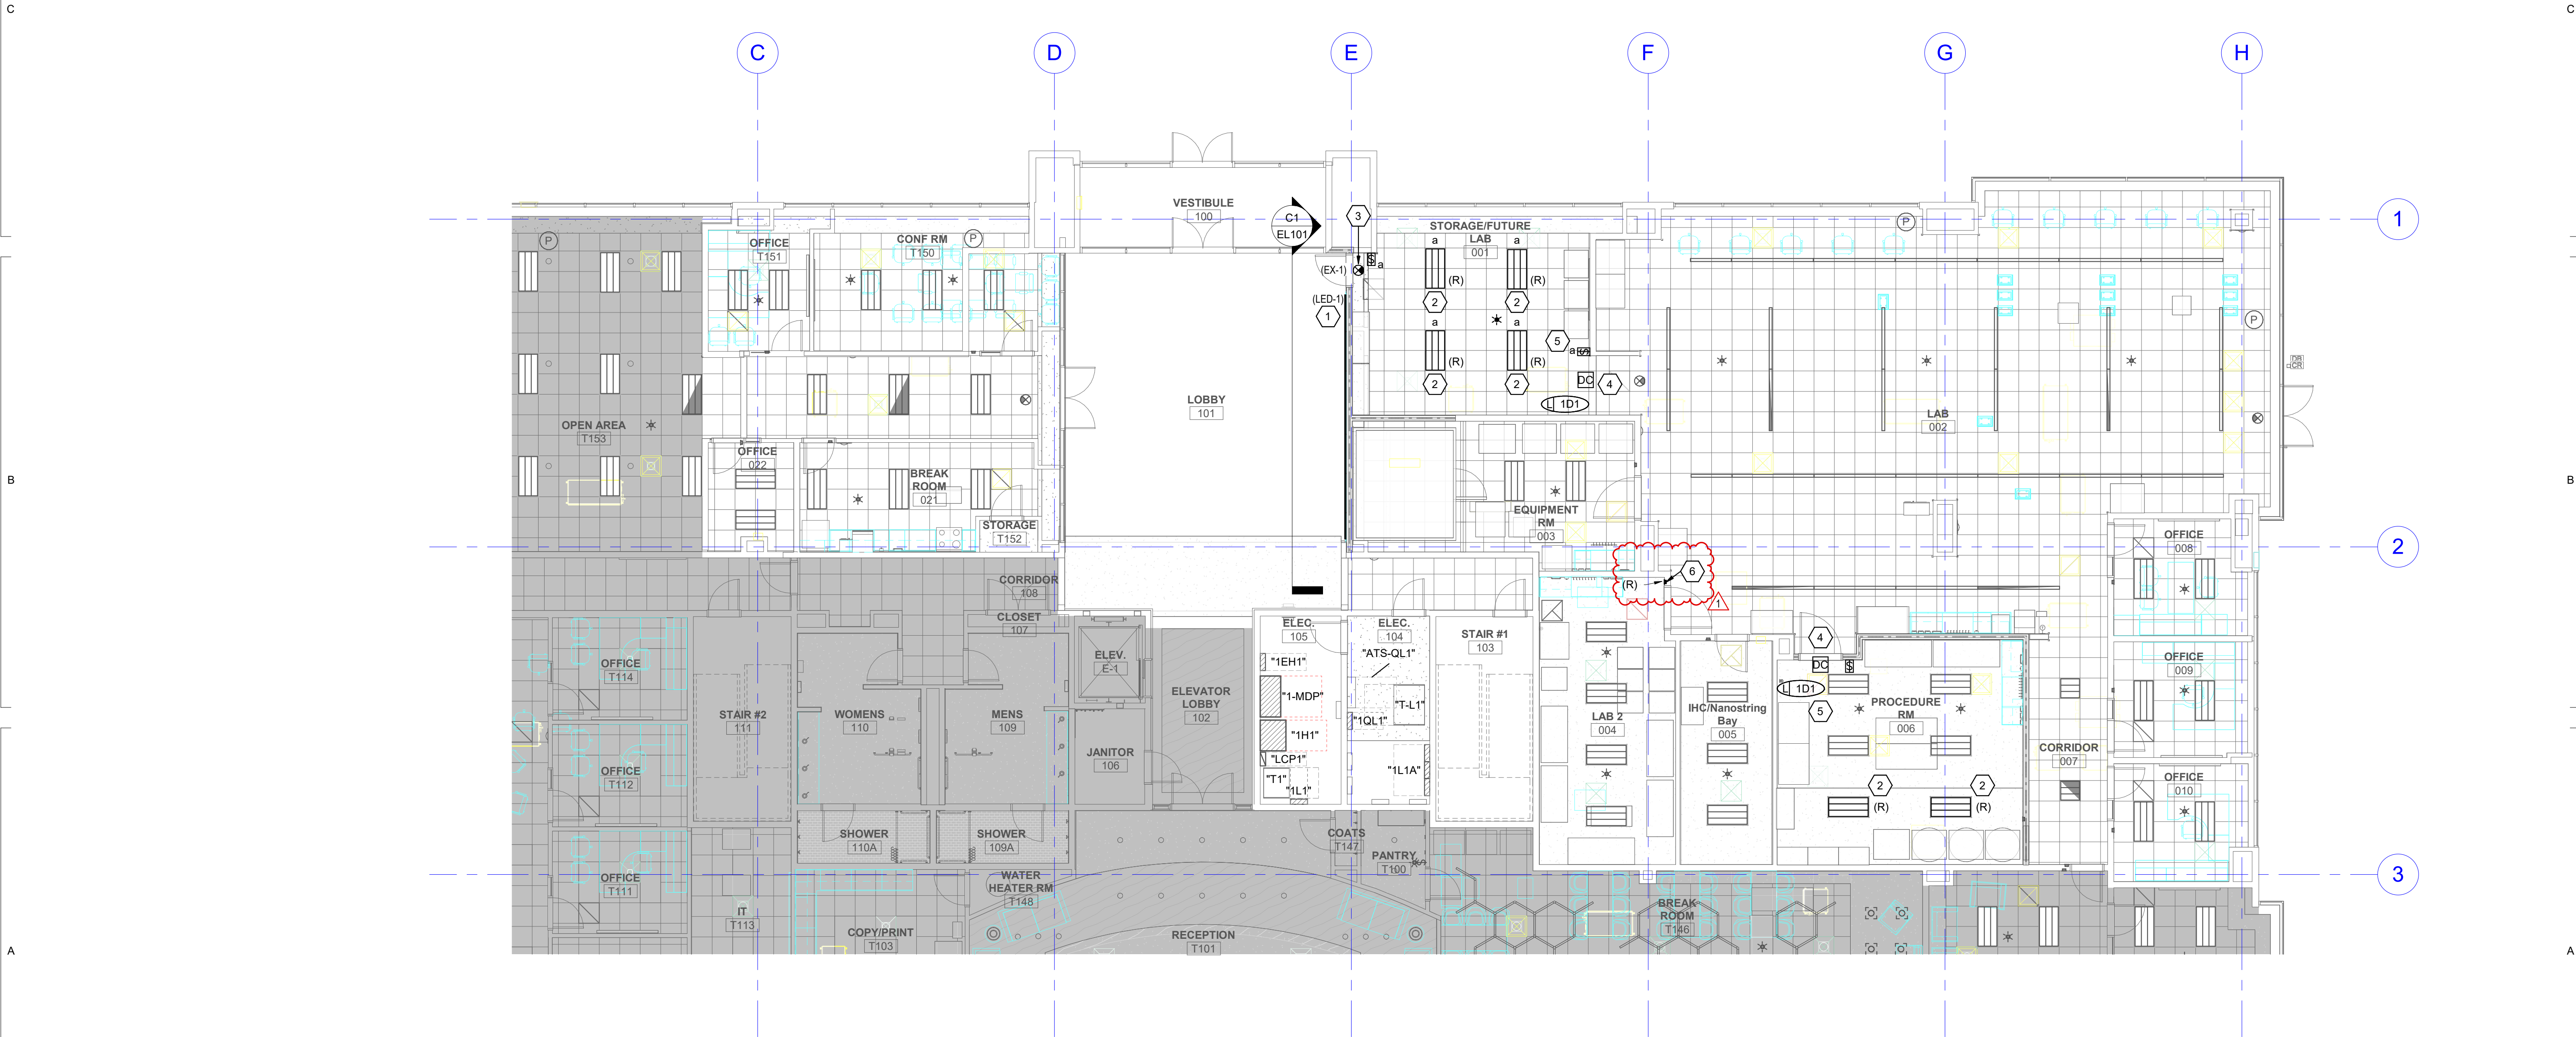 C
C
C
D
E
F
G
H
VESTIBULE
100
C1
EL101
3
1
P
OFFICE
T151
CONF RM
T150
P
STORAGE/FUTURE
LAB
001
a
a
P
(EX-1)
$
a
(R)
(R)
2
2
(LED-1)
1
a
a
P
5
a
$
(R)
(R)
2
2
DC
4
DR
CR
L
1D1
LOBBY
101
LAB
002
OPEN AREA
T153
OFFICE
022
BREAK
ROOM
021
B
B
EQUIPMENT
RM
003
STORAGE
T152
OFFICE
008
2
CORRIDOR
108
(R)
6
1
CLOSET
107
ELEC.
105
ELEC.
104
STAIR #1
103
4
OFFICE
T114
ELEV.
E-1
"1EH1"
"ATS-QL1"
DC
$
OFFICE
009
ELEVATOR
LOBBY
102
"1-MDP"
"T-L1"
L
1D1
STAIR #2
111
WOMENS
110
MENS
109
"1QL1"
LAB 2
004
IHC/Nanostring
Bay
005
5
PROCEDURE
RM
006
"1H1"
JANITOR
106
CORRIDOR
007
"LCP1"
"1L1A"
OFFICE
T112
"T1"
"1L1"
2
2
(R)
(R)
OFFICE
010
SHOWER
110A
SHOWER
109A
COATS
T147
PANTRY
T100
OFFICE
T111
WATER
HEATER RM
T148
3
IT
T113
COPY/PRINT
T103
RECEPTION
T101
BREAK
ROOM
T146
A
A